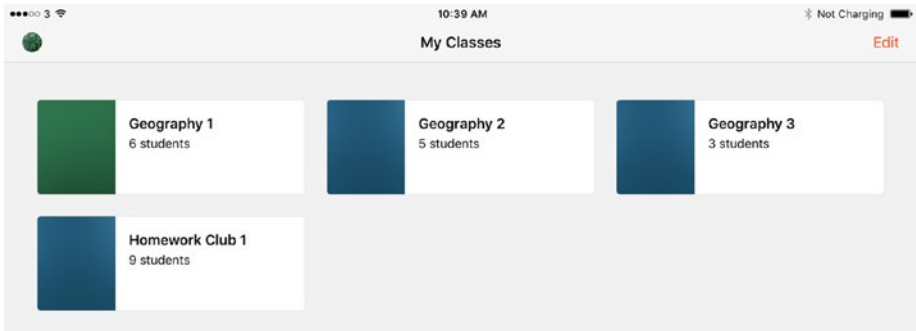 3 10:39 AM Not Charging
My Classes Edit
Geography 1 Geography 2 Geography 3
6 students 5 students 3 students
Homework Club 1
9 students